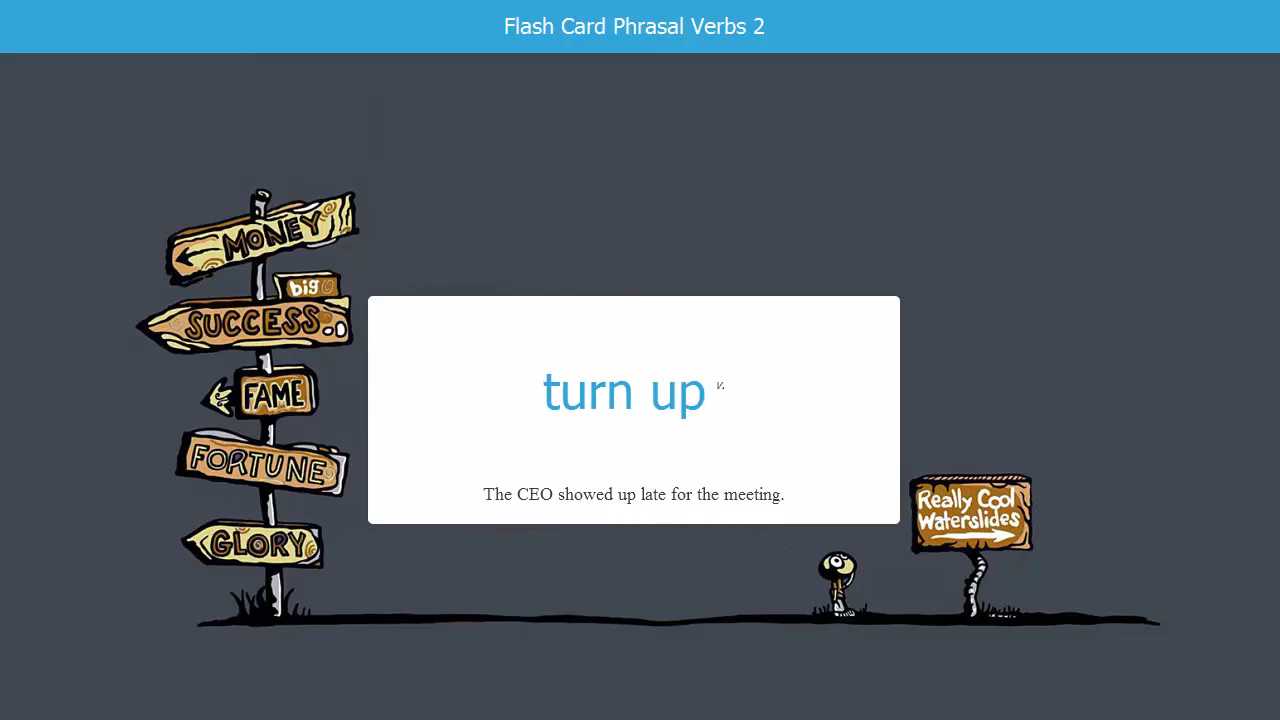 Flash Card Phrasal Verbs 2
MONEY
big
SUCCESS
FAME
FORTUNE
GLORY
turn up v.
The CEO showed up late for the meeting.
Really Cool
Waterslides